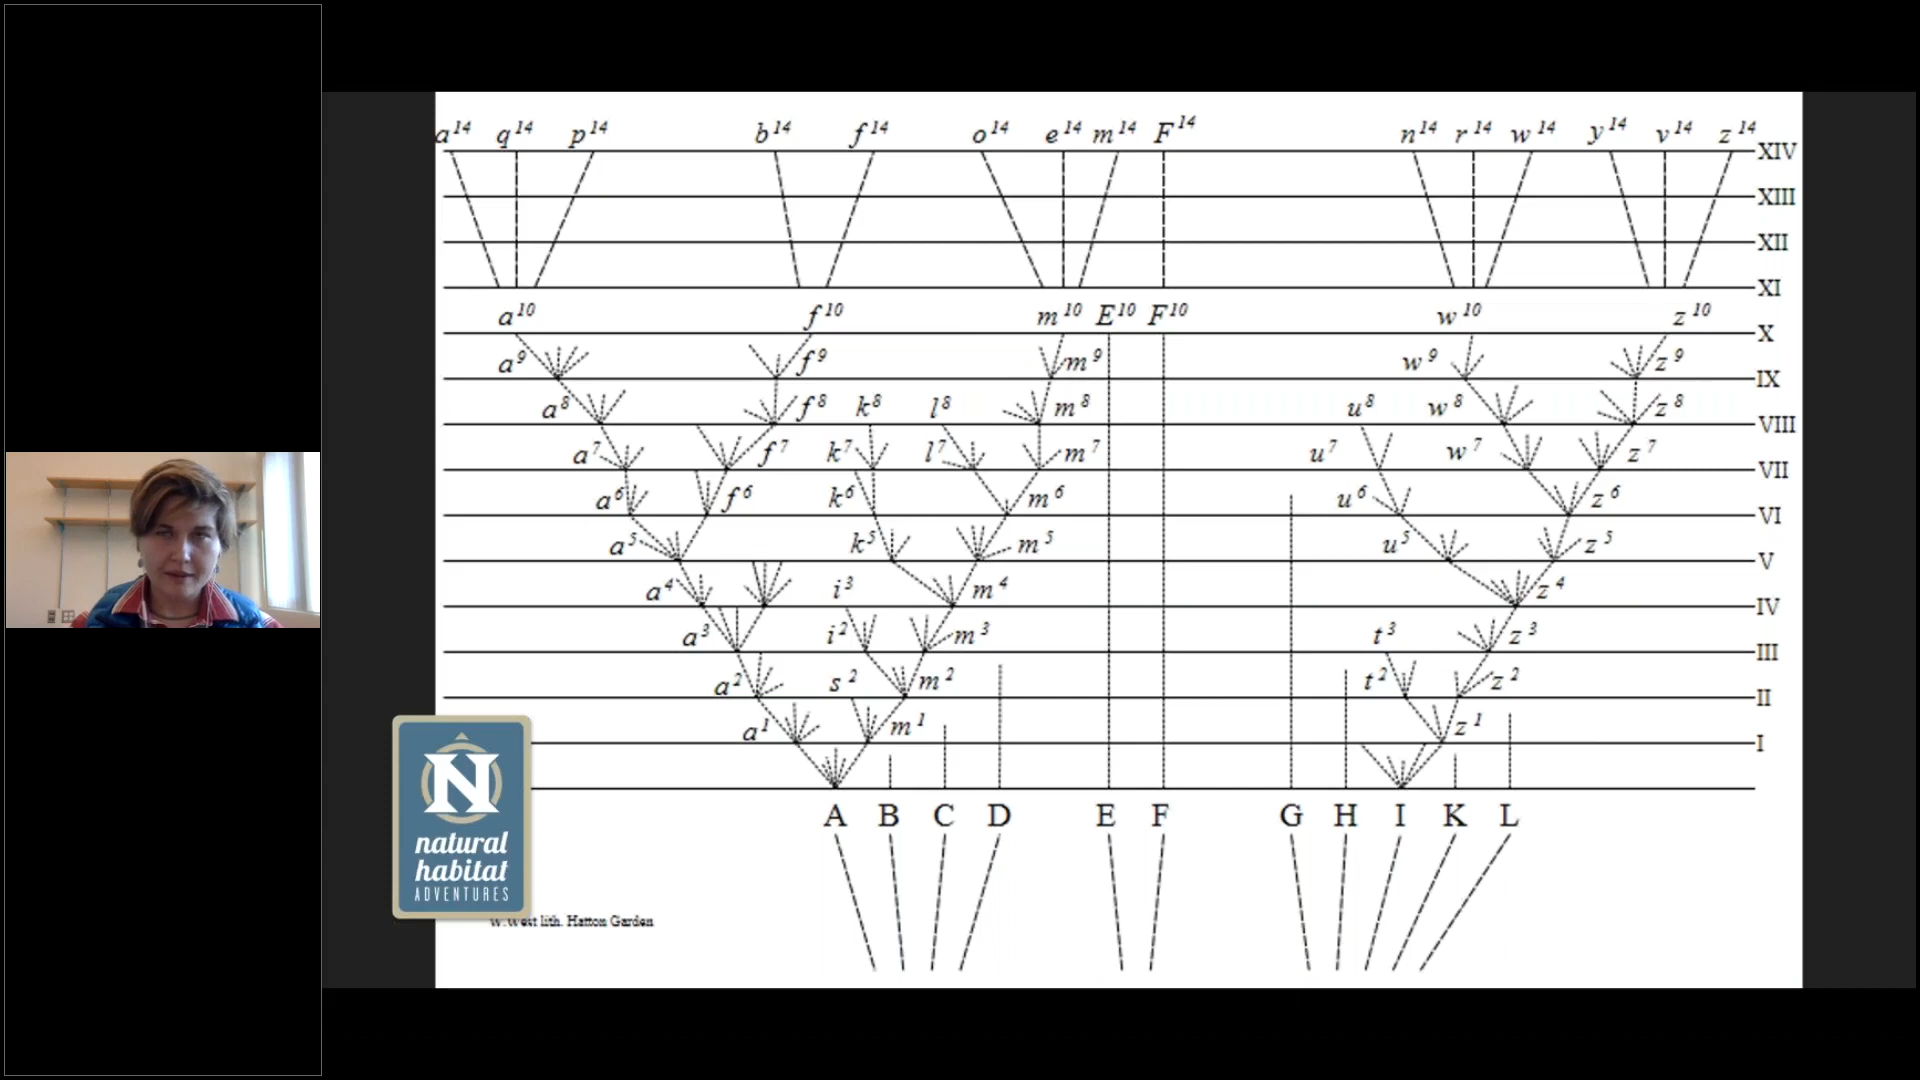 a14 q14 p14 b14 f14 o14 e14 m14 F14 n14 r14 w14 y14 v14 z14
XIV
XIII
XII
XI
a10 f10 m10 E10 F10 w10 z10
X
a9 f9 m9 w9 z9
IX
a8 f8 k8 l8 m8 u8 w8 z8
VIII
a7 f7 k7 l7 m7 u7 w7 z7
VII
a6 f6 k6 m6 u6 z6
VI
a5 k5 m5 u5 z5
V
a4 i3 m4 z4
IV
a3 i2 m3 t3 z3
III
a2 s2 m2 t2 z2
II
a1 m1 z1
I
A B C D E F G H I K L
N
natural
habitat
ADVENTURES
W.West lith. Hatton Garden